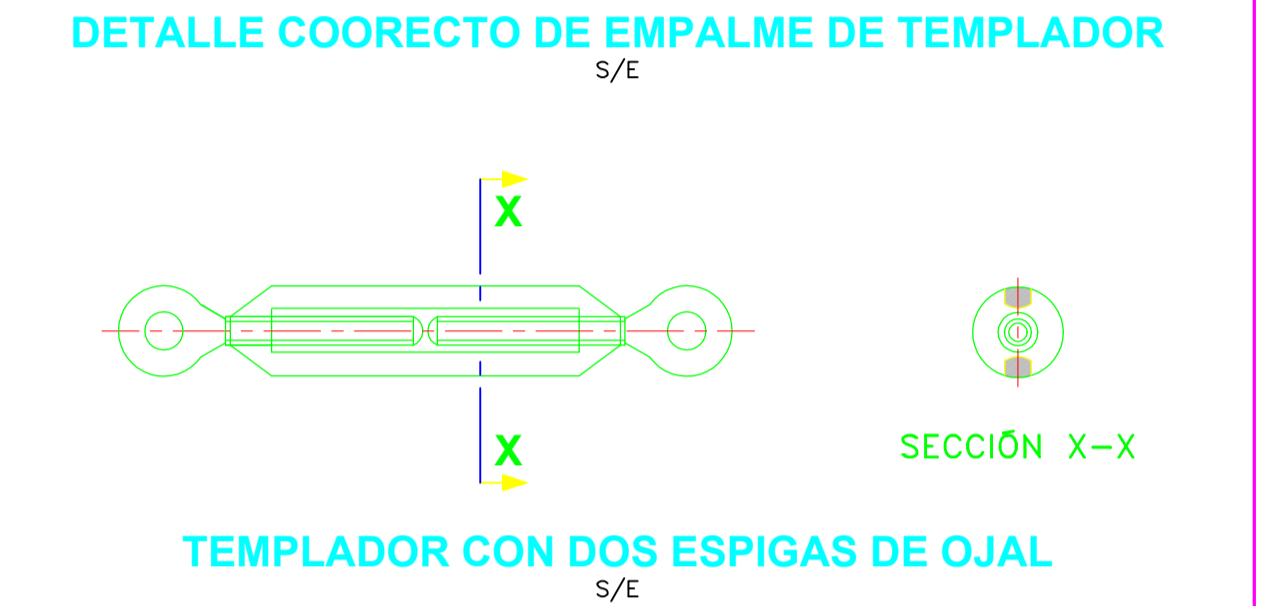 DETALLE COORECTO DE EMPALME DE TEMPLADOR
S/E
X
X
SECCIÓN X-X
TEMPLADOR CON DOS ESPIGAS DE OJAL
S/E